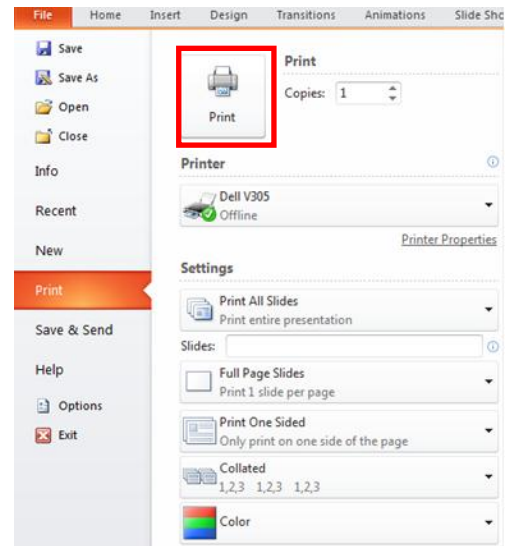 File Home Insert Design Transitions Animations Slide Sho
Save
Save As
Open
Close
Info
Recent
New
Print
Save & Send
Help
Options
Exit
Print
Print
Copies: 1
Printer
Dell V305
Offline
Printer Properties
Settings
Print All Slides
Print entire presentation
Slides:
Full Page Slides
Print 1 slide per page
Print One Sided
Only print on one side of the page
Collated
1,2,3 1,2,3 1,2,3
Color